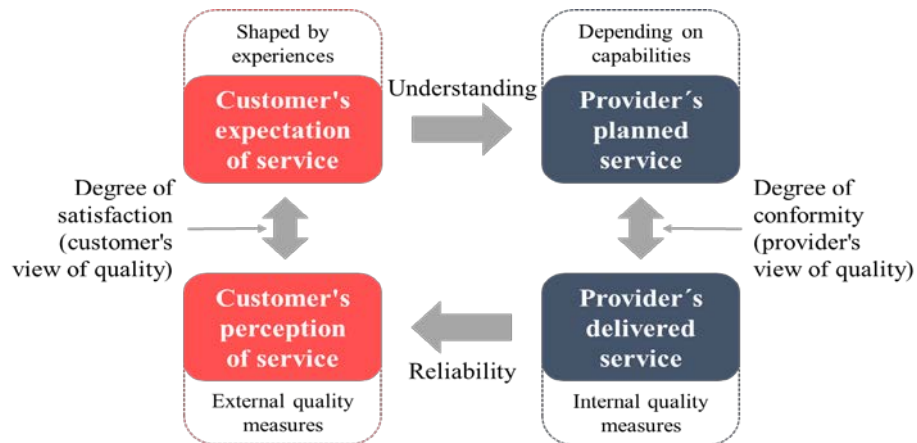 Shaped by
experiences
Customer's
expectation
of service
Understanding
Depending on
capabilities
Provider´s
planned
service
Degree of
satisfaction
(customer's
view of quality)
Degree of
conformity
(provider's
view of quality)
Customer's
perception
of service
External quality
measures
Reliability
Provider´s
delivered
service
Internal quality
measures